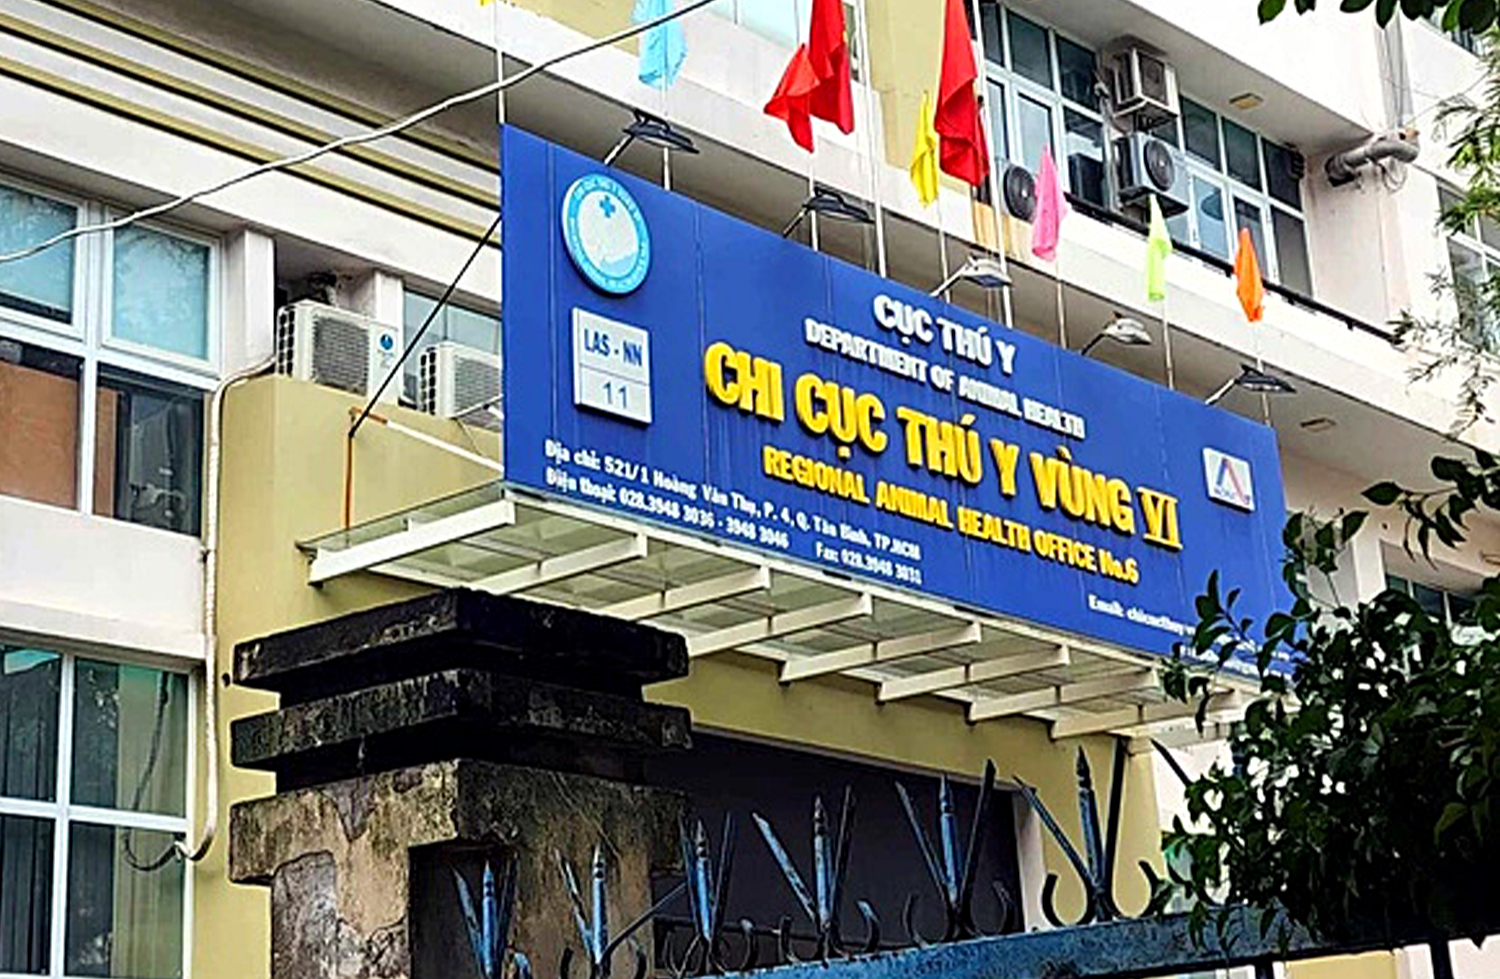 CỤC THÚ Y
DEPARTMENT OF ANIMAL HEALTH
CHI CỤC THÚ Y VÙNG VI
REGIONAL ANIMAL HEALTH OFFICE No.6
LAS - NN
11
Địa chỉ: 521/1 Hoàng Văn Thụ, P. 4, Q. Tân Bình, TP.HCM
Điện thoại: 028.3948 3036 - 3948 3046 Fax: 028.3948 3031
Email: